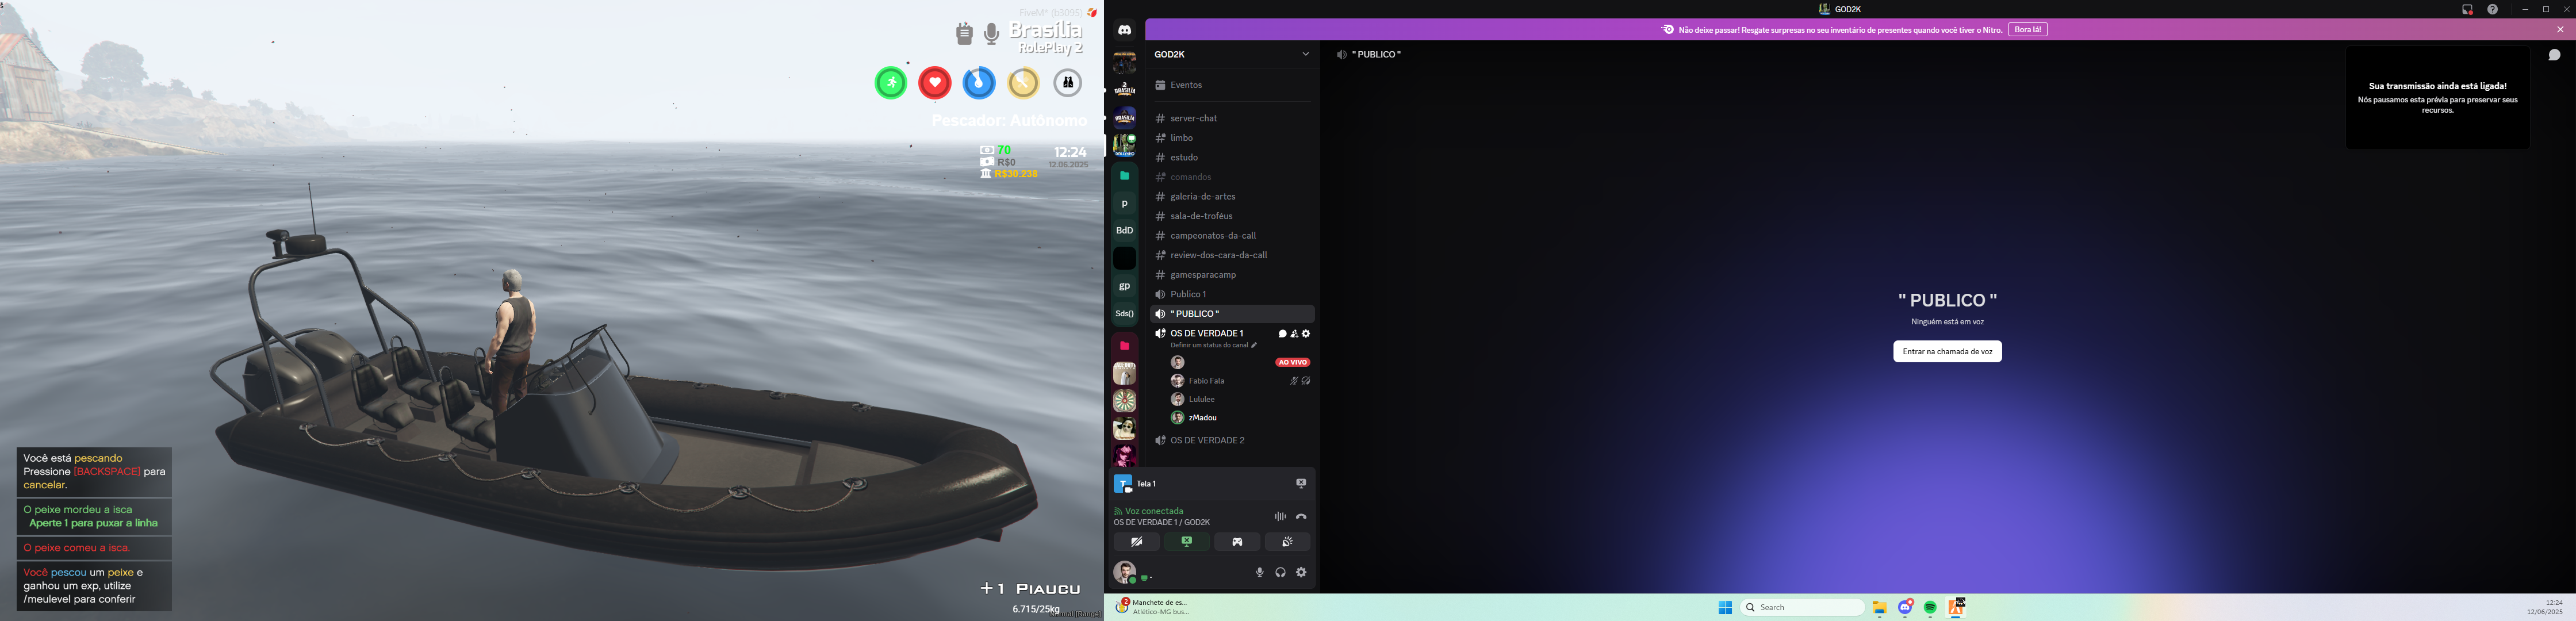 FiveM* (b3095)
Brasília
RolePlay 2
Pescador: Autônomo
70
R$0
R$30.238
12:24
12.06.2025
Você está pescando
Pressione [BACKSPACE] para
cancelar.
O peixe mordeu a isca
Aperte 1 para puxar a linha
O peixe comeu a isca.
Você pescou um peixe e
ganhou um exp, utilize
/meulevel para conferir
+1 Piaucu
6.715/25kg
GOD2K
Não deixe passar! Resgate surpresas no seu inventário de presentes quando você tiver o Nitro.
Bora lá!
GOD2K
" PUBLICO "
Eventos
server-chat
limbo
estudo
comandos
galeria-de-artes
sala-de-troféus
campeonatos-da-call
review-dos-cara-da-call
gamesparacamp
Publico 1
" PUBLICO "
OS DE VERDADE 1
Definir um status do canal
AO VIVO
Fabio Fala
Lululee
zMadou
OS DE VERDADE 2
p
BdD
gp
Sds()
T
Tela 1
Voz conectada
OS DE VERDADE 1 / GOD2K
Sua transmissão ainda está ligada!
Nós pausamos esta prévia para preservar seus
recursos.
" PUBLICO "
Ninguém está em voz
Entrar na chamada de voz
2
Manchete de es...
Atlético-MG bus...
Search
12:24
12/06/2025